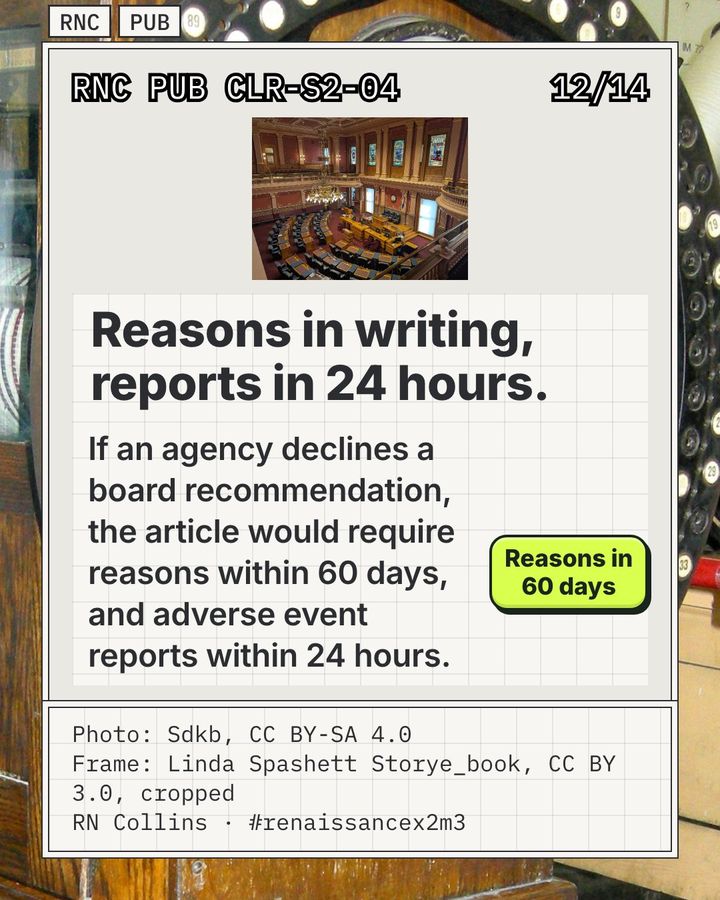 RNC PUB
RNC PUB CLR-S2-04 12/14
Reasons in writing,
reports in 24 hours.
If an agency declines a
board recommendation,
the article would require
reasons within 60 days,
and adverse event
reports within 24 hours.
Reasons in
60 days
Photo: Sdkb, CC BY-SA 4.0
Frame: Linda Spashett Storye_book, CC BY
3.0, cropped
RN Collins · #renaissancex2m3